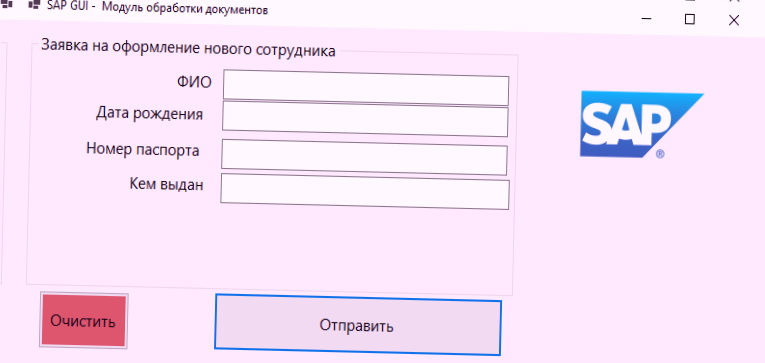 SAP GUI - Модуль обработки документов
Заявка на оформление нового сотрудника
ФИО
Дата рождения
Номер паспорта
Кем выдан
SAP®
Очистить
Отправить